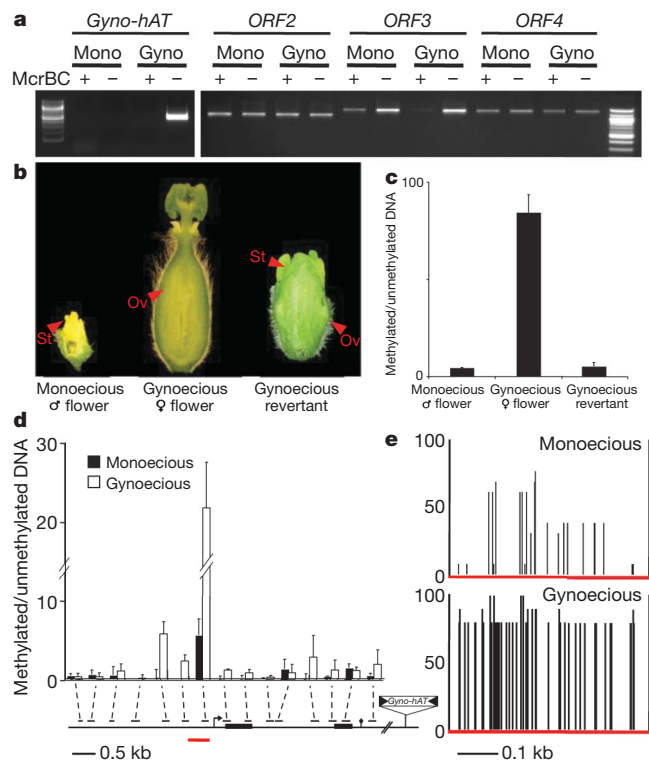 a
Gyno-hAT ORF2 ORF3 ORF4
Mono Gyno Mono Gyno Mono Gyno Mono Gyno
McrBC + − + − + − + − + − + − + − + −
b
St
Ov
St
Ov
Monoecious ♂ flower
Gynoecious ♀ flower
Gynoecious revertant
c
Methylated/unmethylated DNA
100
0
Monoecious ♂ flower
Gynoecious ♀ flower
Gynoecious revertant
d
Methylated/unmethylated DNA
30
20
10
0
Monoecious
Gynoecious
Gyno-hAT
0.5 kb
e
100
50
0
Monoecious
100
50
0
Gynoecious
0.1 kb